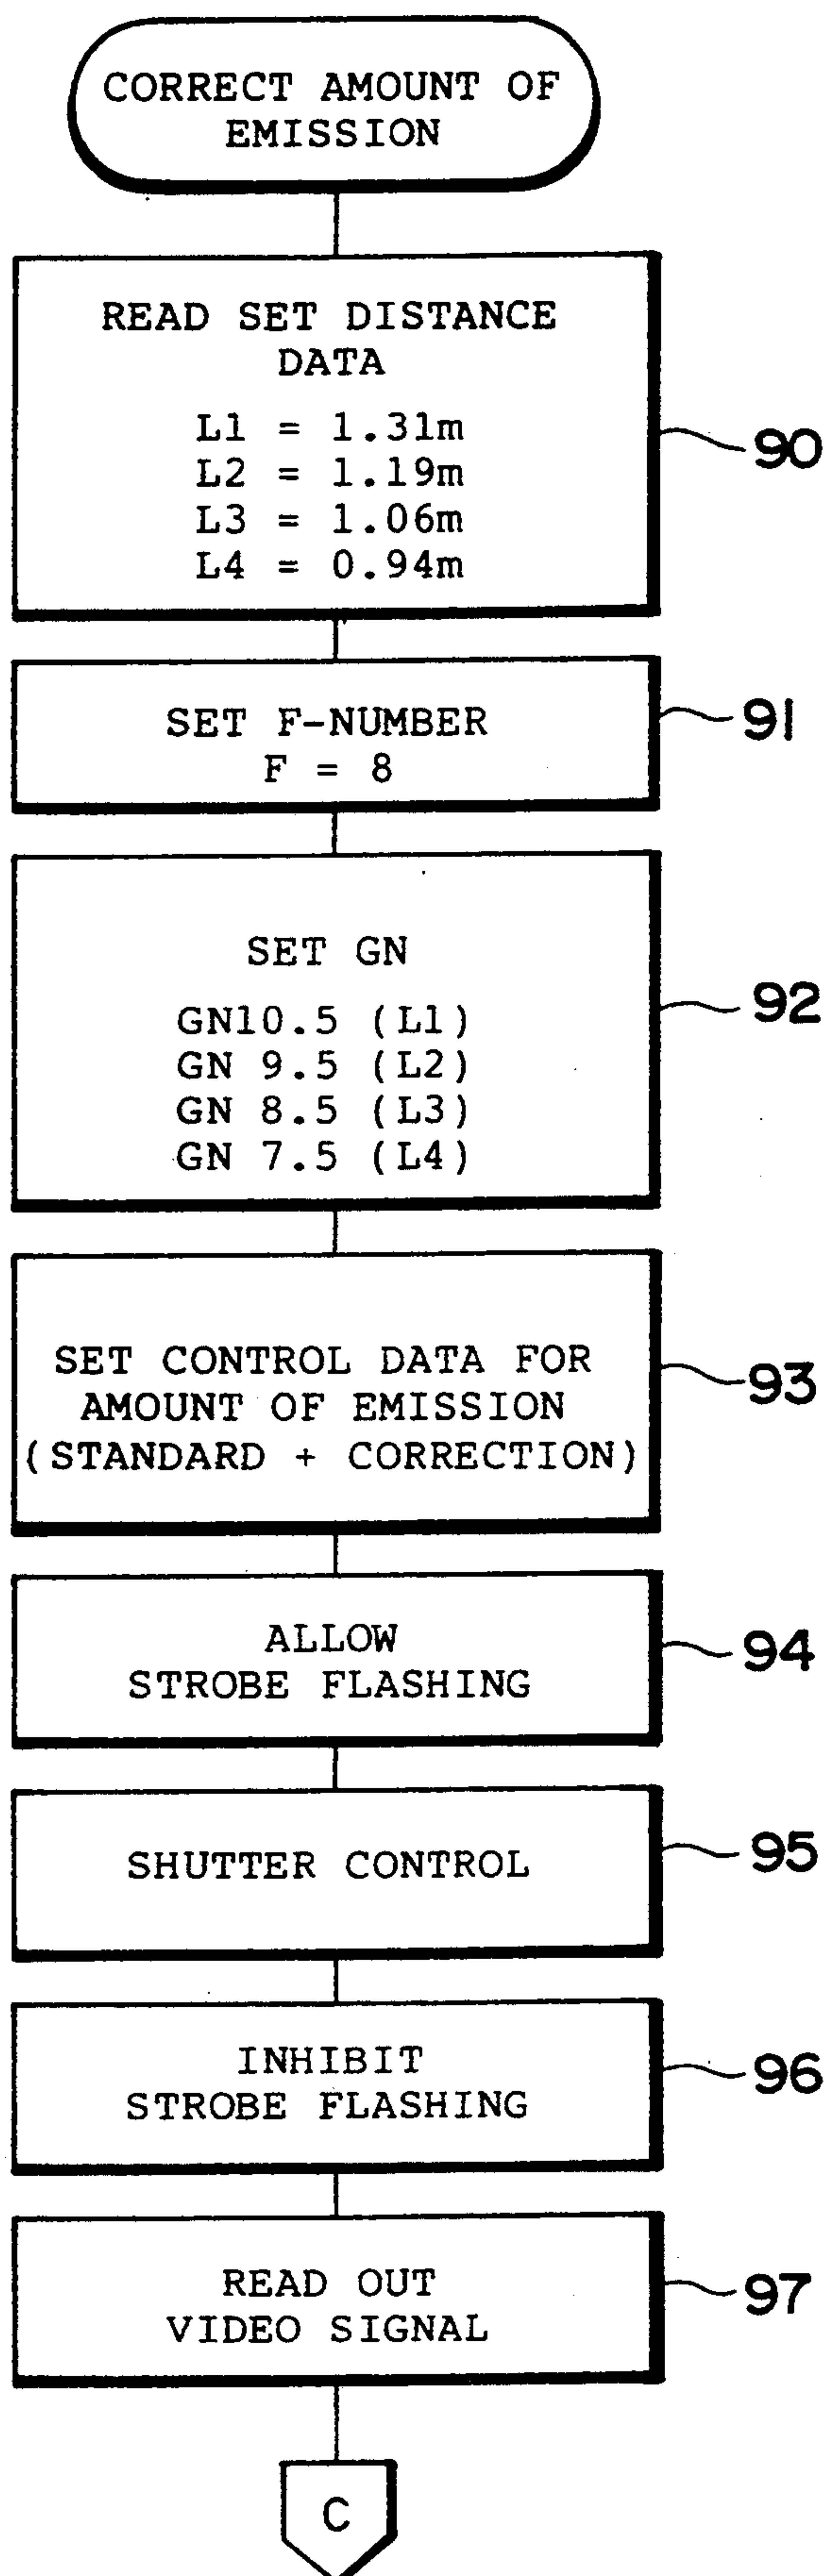 CORRECT AMOUNT OF
EMISSION
READ SET DISTANCE
DATA
L1 = 1.31m
L2 = 1.19m
L3 = 1.06m
L4 = 0.94m
90
SET F-NUMBER
F = 8
91
SET GN
GN10.5 (L1)
GN 9.5 (L2)
GN 8.5 (L3)
GN 7.5 (L4)
92
SET CONTROL DATA FOR
AMOUNT OF EMISSION
(STANDARD + CORRECTION)
93
ALLOW
STROBE FLASHING
94
SHUTTER CONTROL
95
INHIBIT
STROBE FLASHING
96
READ OUT
VIDEO SIGNAL
97
C